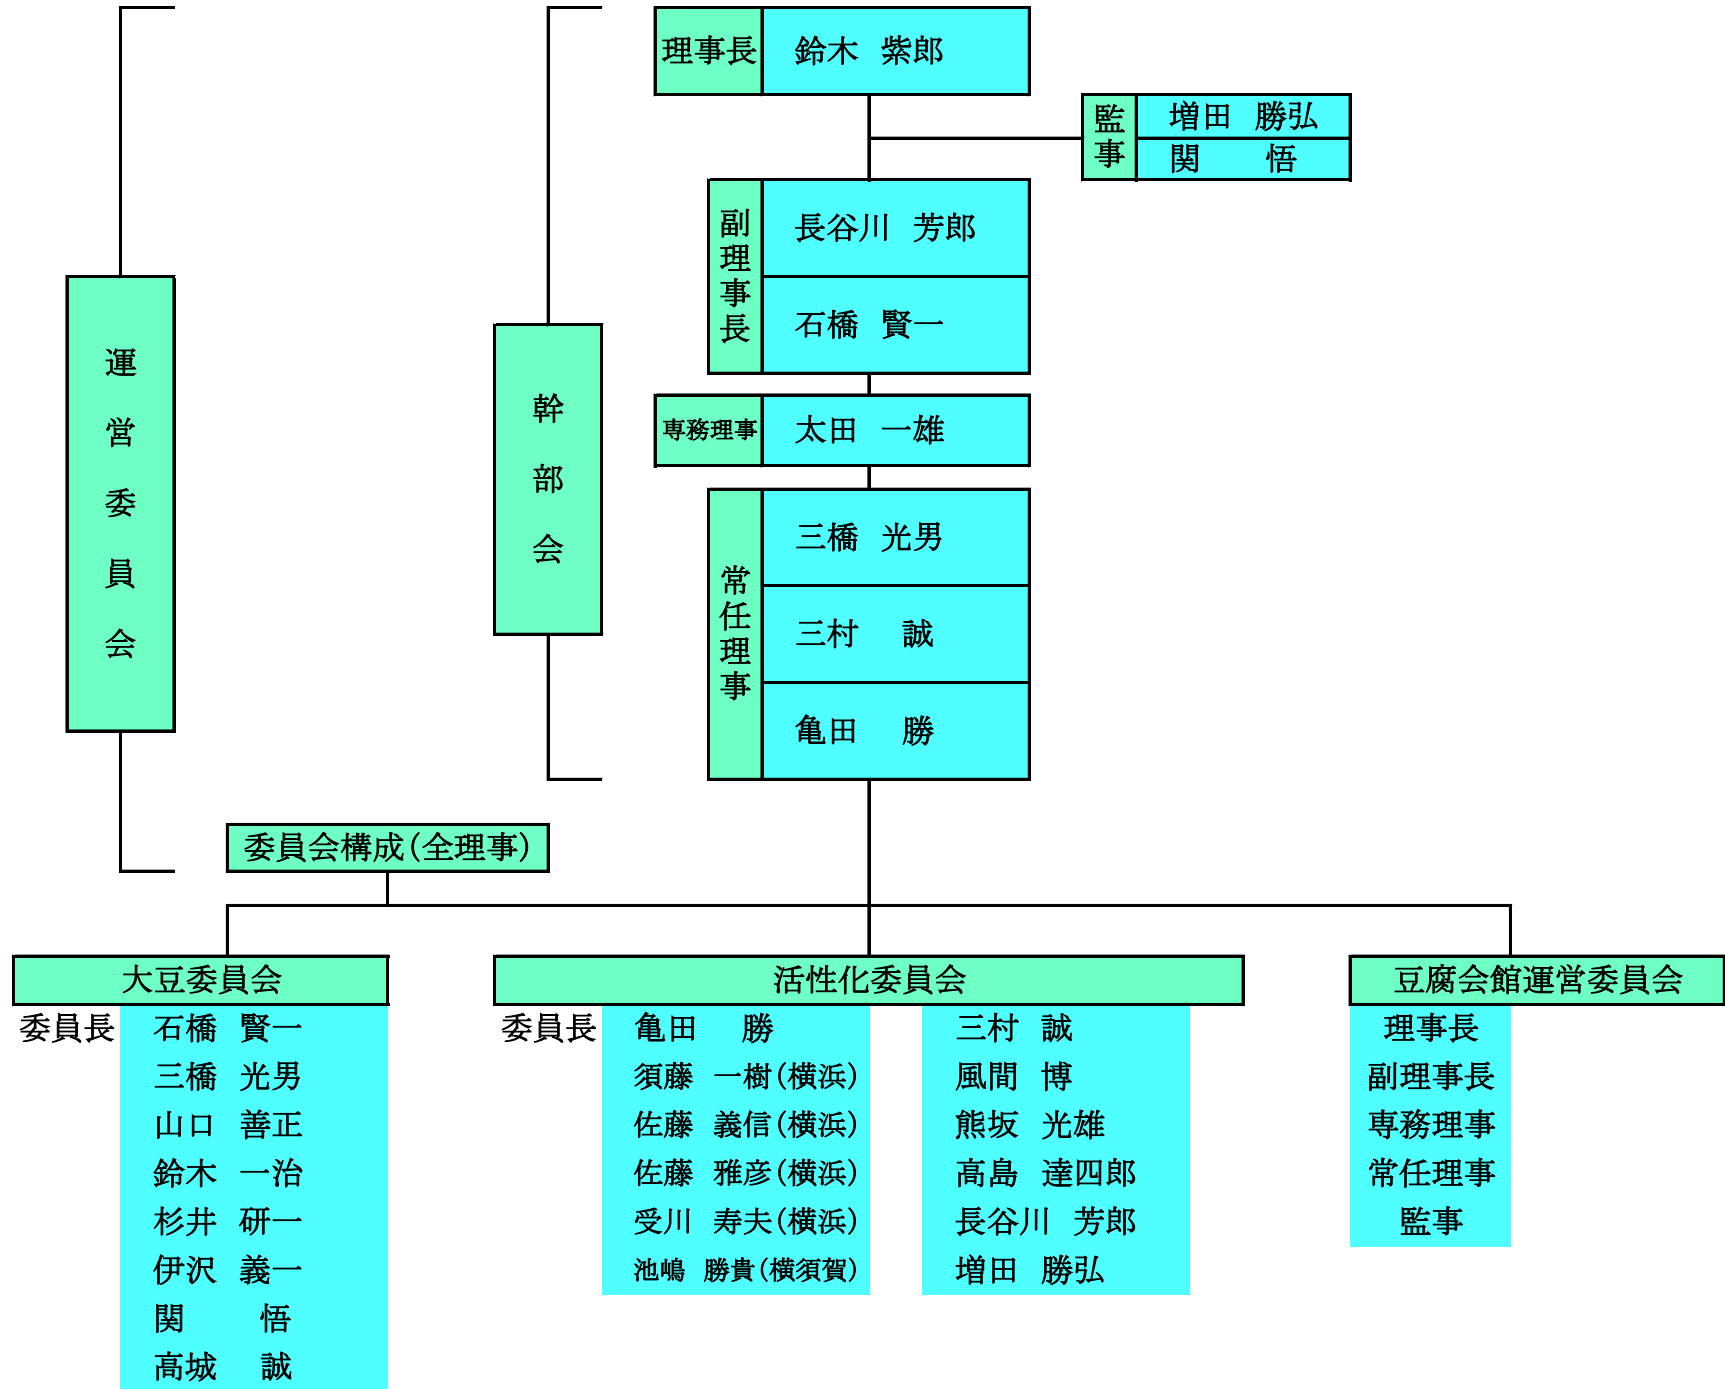 理事長 鈴木 紫郎
監事 増田 勝弘
関 悟
副理事長 長谷川 芳郎
石橋 賢一
専務理事 太田 一雄
常任理事 三橋 光男
三村 誠
亀田 勝
運営委員会
幹部会
委員会構成(全理事)
大豆委員会
委員長 石橋 賢一
三橋 光男
山口 善正
鈴木 一治
杉井 研一
伊沢 義一
関 悟
高城 誠
活性化委員会
委員長 亀田 勝
須藤 一樹(横浜)
佐藤 義信(横浜)
佐藤 雅彦(横浜)
受川 寿夫(横浜)
池嶋 勝貴(横須賀)
三村 誠
風間 博
熊坂 光雄
高島 達四郎
長谷川 芳郎
増田 勝弘
豆腐会館運営委員会
理事長
副理事長
専務理事
常任理事
監事